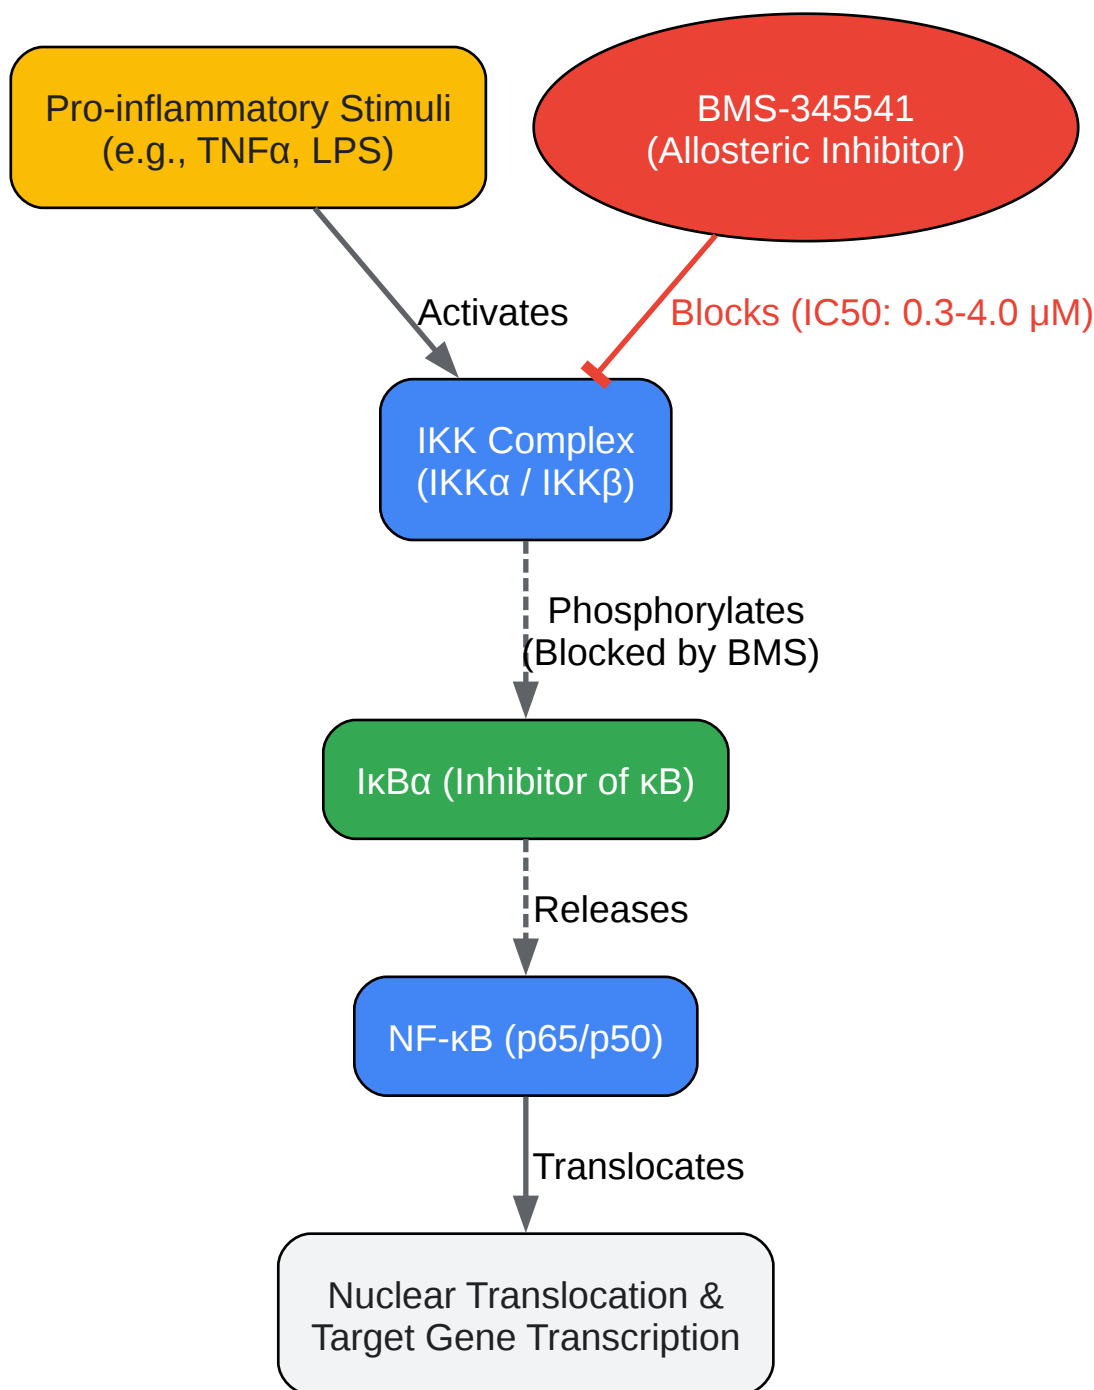 Pro-inflammatory Stimuli
(e.g., TNFα, LPS)
BMS-345541
(Allosteric Inhibitor)
Activates
Blocks (IC50: 0.3-4.0 μM)
IKK Complex
(IKKα / IKKβ)
Phosphorylates
(Blocked by BMS)
IκBα (Inhibitor of κB)
Releases
NF-κB (p65/p50)
Translocates
Nuclear Translocation &
Target Gene Transcription